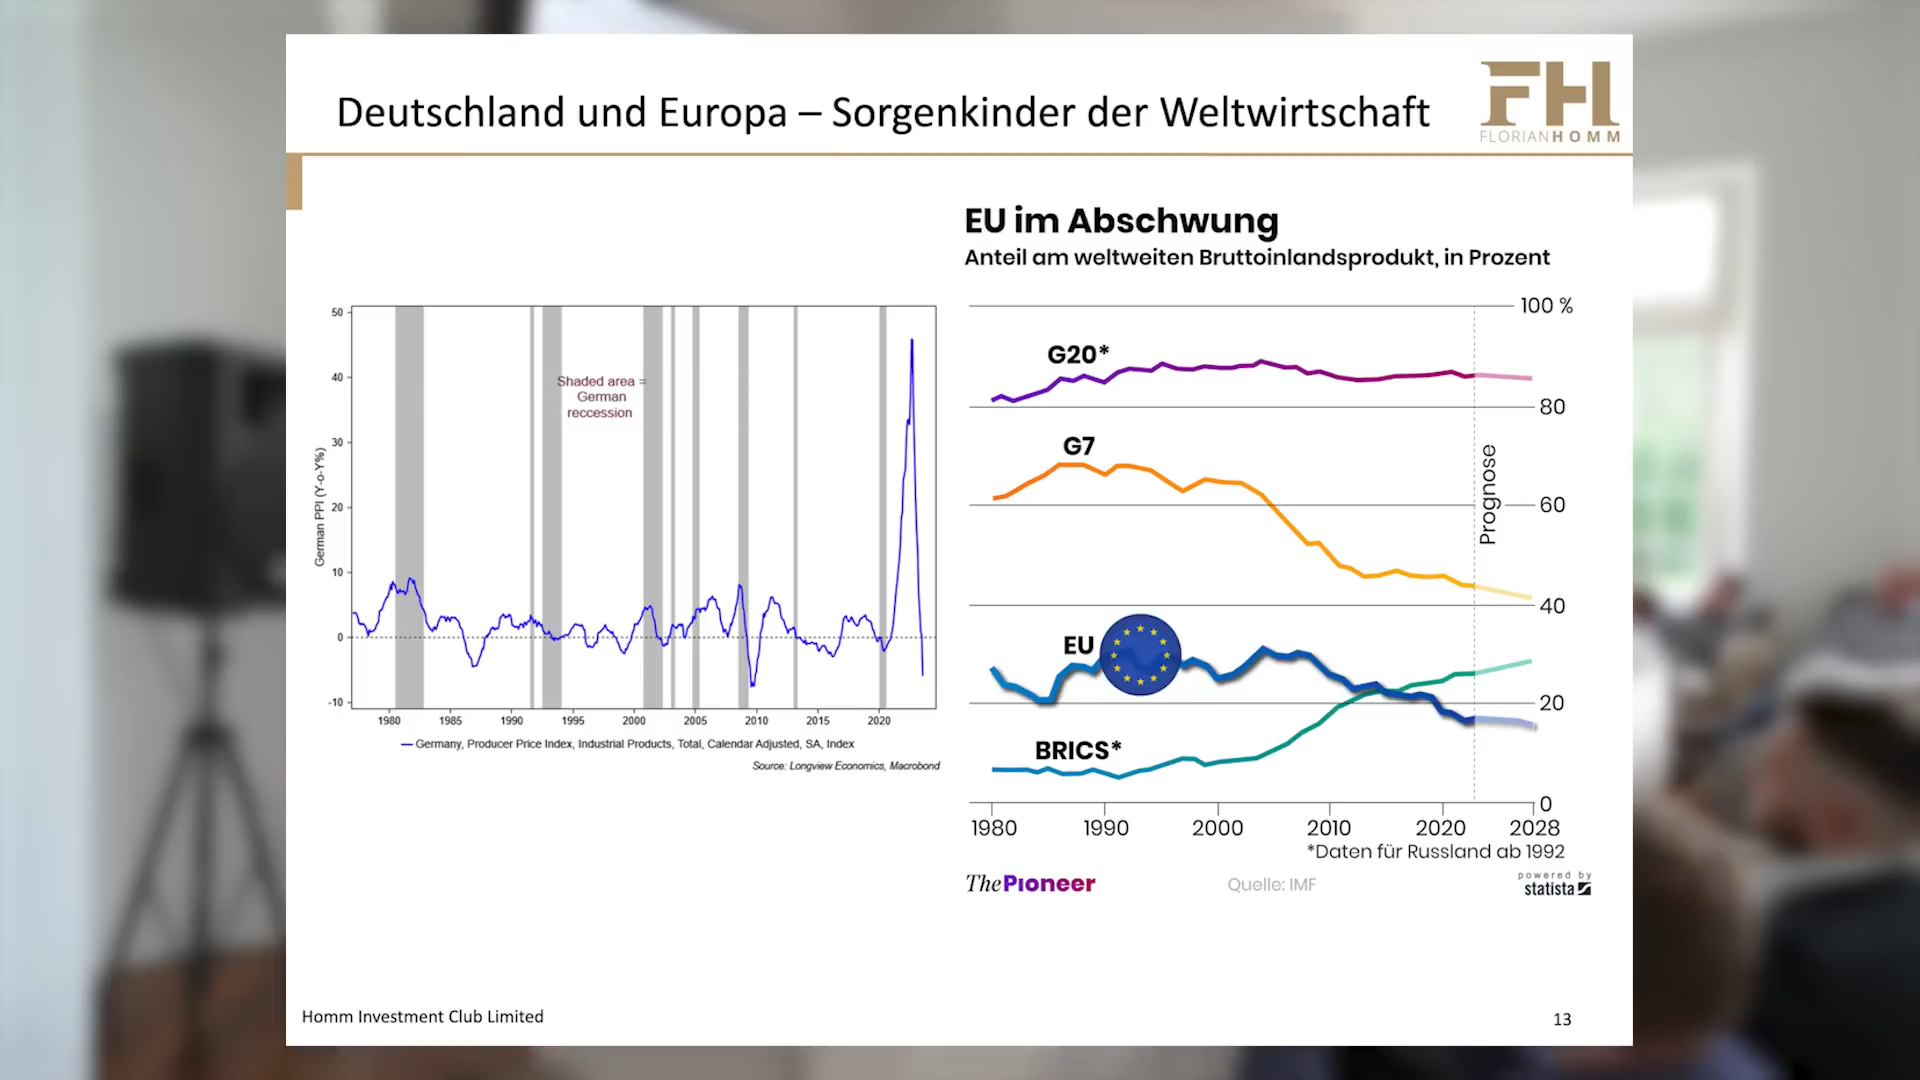 Deutschland und Europa – Sorgenkinder der Weltwirtschaft
FH
FLORIANHOMM
50
40
30
20
10
0
-10
German PPI (Y-o-Y%)
Shaded area =
German
reccession
1980 1985 1990 1995 2000 2005 2010 2015 2020
Germany, Producer Price Index, Industrial Products, Total, Calendar Adjusted, SA, Index
Source: Longview Economics, Macrobond
EU im Abschwung
Anteil am weltweiten Bruttoinlandsprodukt, in Prozent
100 %
G20*
80
G7
Prognose
60
40
EU
20
BRICS*
0
1980 1990 2000 2010 2020 2028
*Daten für Russland ab 1992
ThePioneer
Quelle: IMF
powered by
statista
Homm Investment Club Limited
13